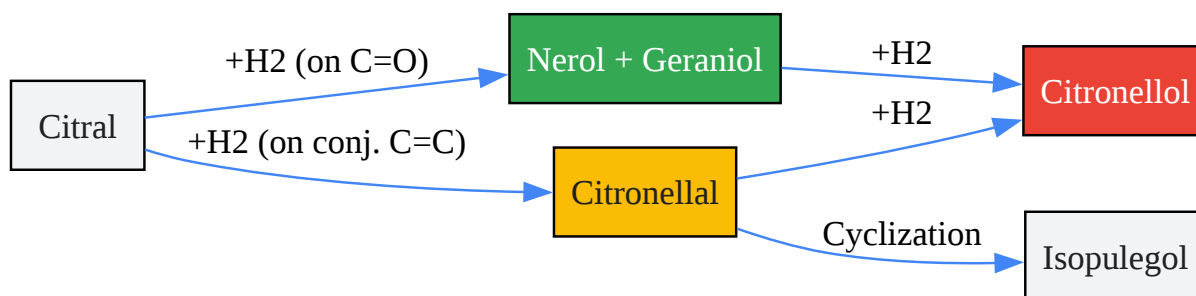 Citral
+H2 (on C=O)
+H2 (on conj. C=C)
Nerol + Geraniol
Citronellal
+H2
+H2
Cyclization
Citronellol
Isopulegol